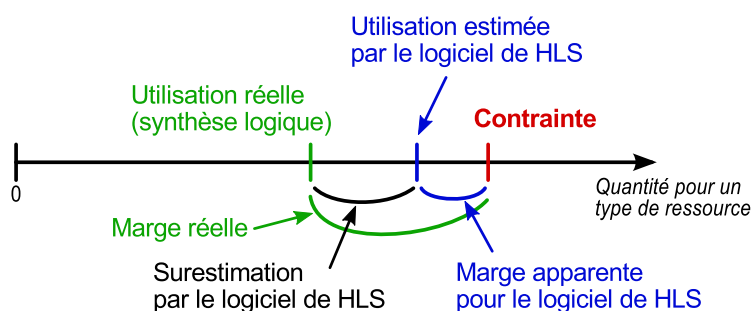 Utilisation estimée
par le logiciel de HLS
Utilisation réelle
(synthèse logique)
Contrainte
0
Quantité pour un
type de ressource
Marge réelle
Surestimation
par le logiciel de HLS
Marge apparente
pour le logiciel de HLS